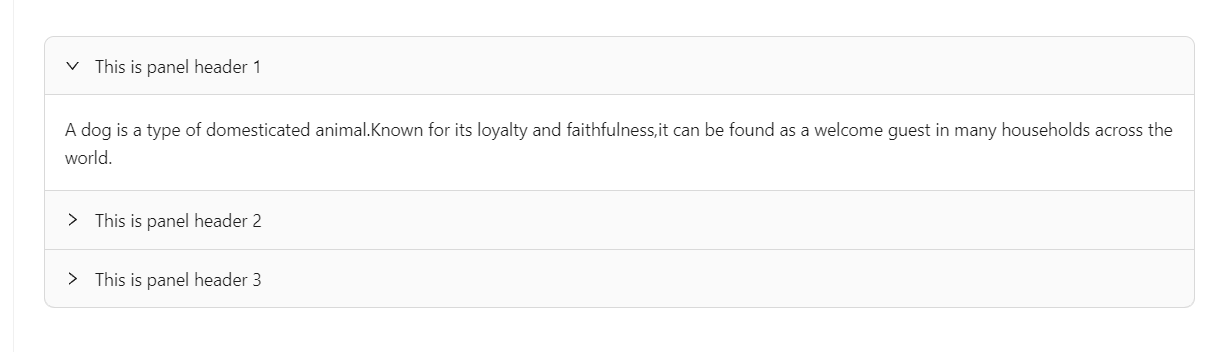 This is panel header 1
A dog is a type of domesticated animal.Known for its loyalty and faithfulness,it can be found as a welcome guest in many households across the
world.
This is panel header 2
This is panel header 3